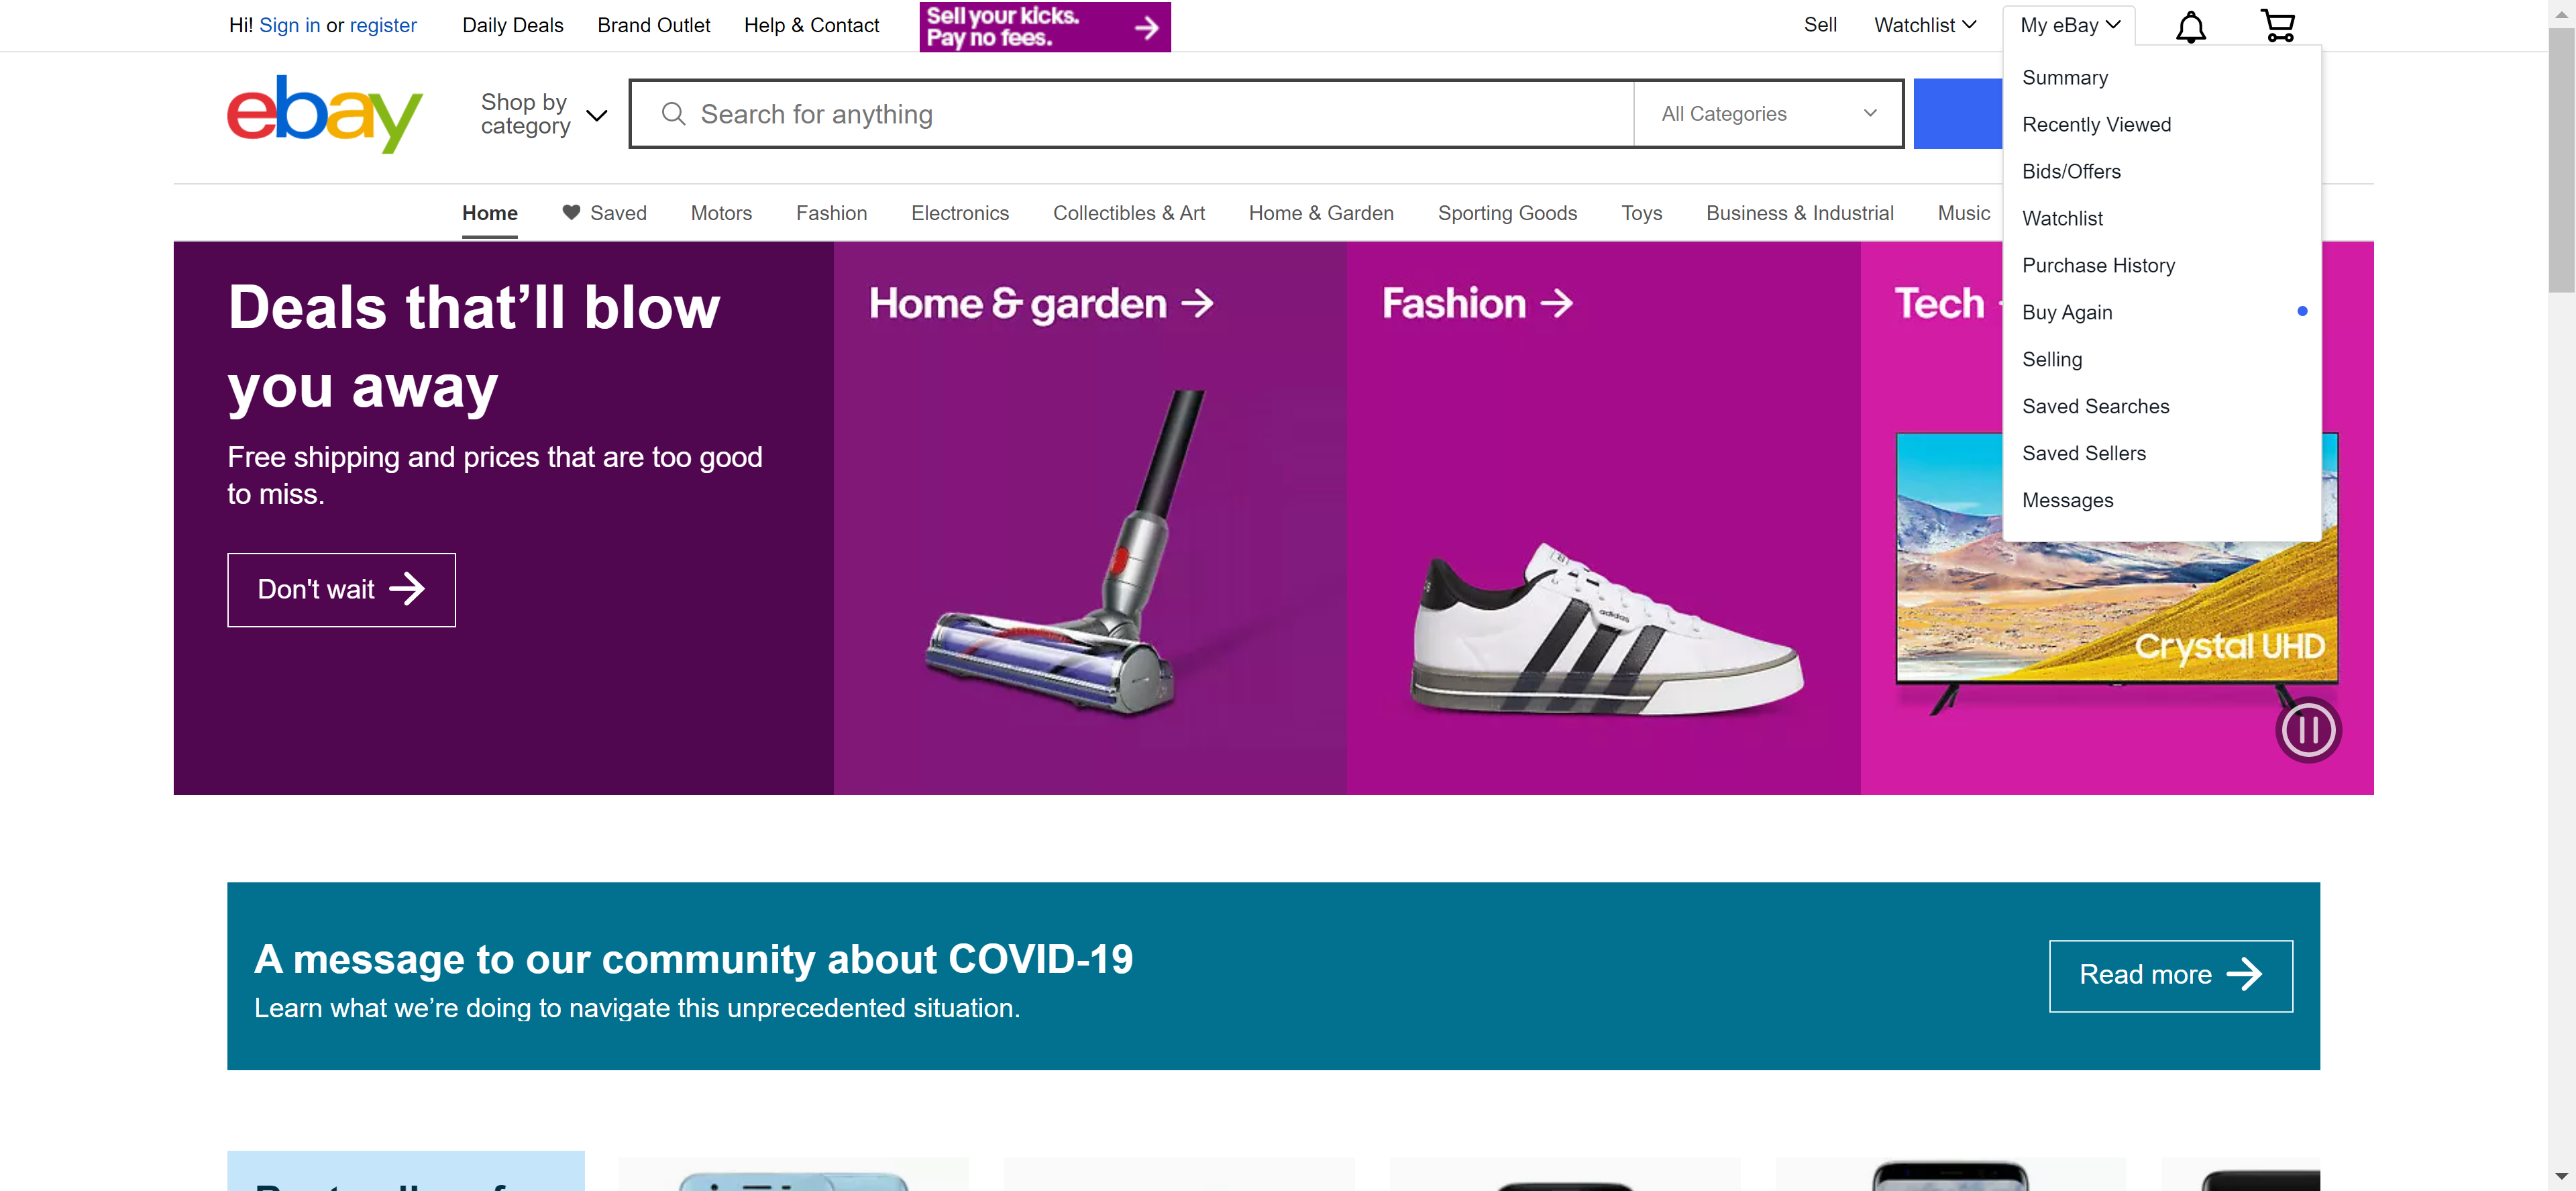 Hi! Sign in or register
Daily Deals
Brand Outlet
Help & Contact
Sell your kicks.
Pay no fees.
Sell
Watchlist
My eBay
ebay
Shop by
category
Search for anything
All Categories
Summary
Recently Viewed
Bids/Offers
Watchlist
Purchase History
Buy Again
Selling
Saved Searches
Saved Sellers
Messages
Home
Saved
Motors
Fashion
Electronics
Collectibles & Art
Home & Garden
Sporting Goods
Toys
Business & Industrial
Music
Deals that’ll blow
you away
Free shipping and prices that are too good
to miss.
Don't wait
Home & garden
Fashion
adidas
Tech
Crystal UHD
A message to our community about COVID-19
Learn what we’re doing to navigate this unprecedented situation.
Read more